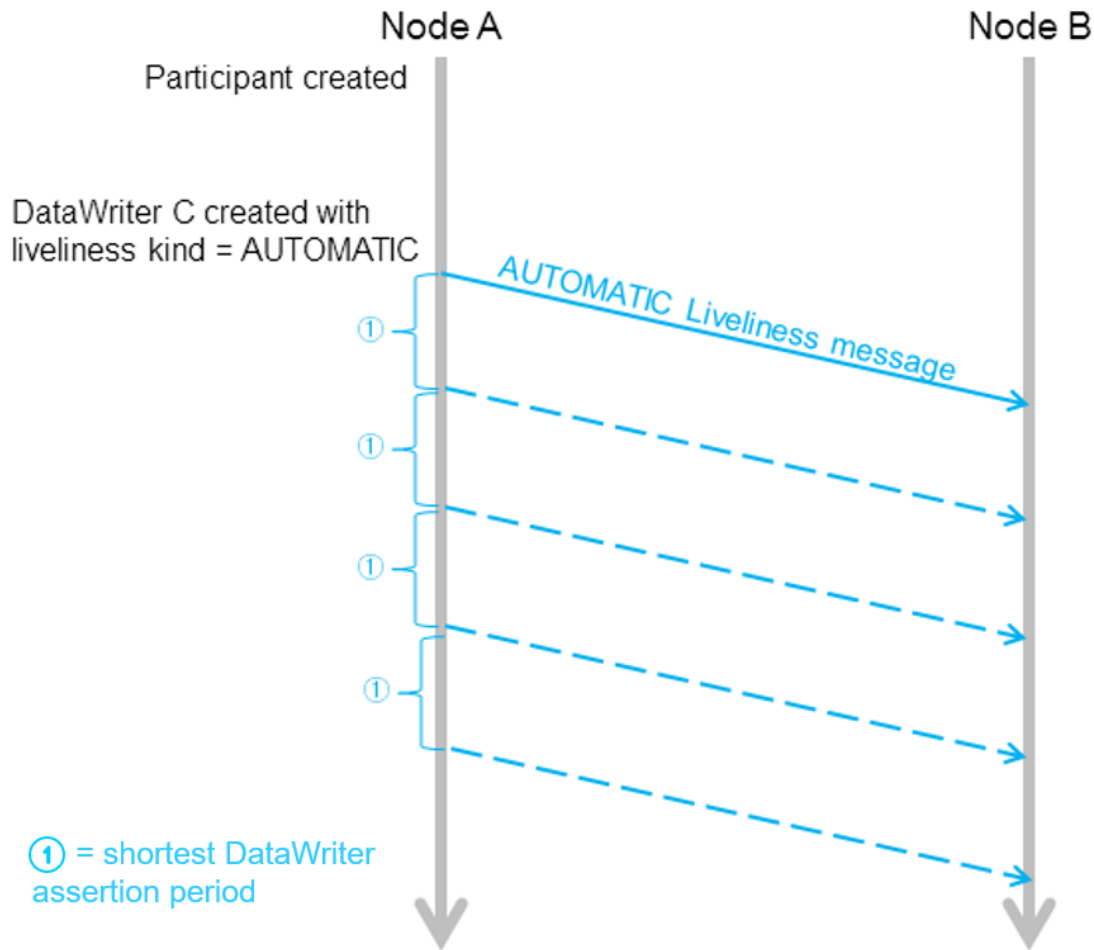 Node A
Node B
Participant created
DataWriter C created with
liveliness kind = AUTOMATIC
AUTOMATIC Liveliness message
①
①
①
①
① = shortest DataWriter
assertion period